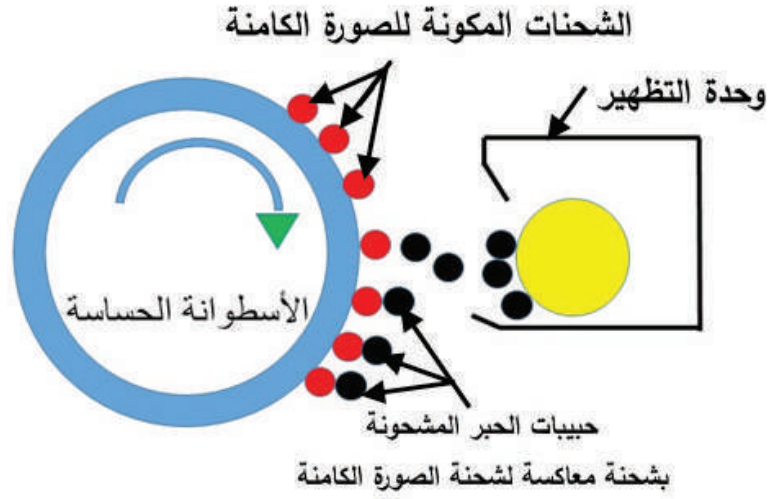 الشحنات المكونة للصورة الكامنة
وحدة التظهير
الأسطوانة الحساسة
حبيبات الحبر المشحونة
بشحنة معاكسة لشحنة الصورة الكامنة